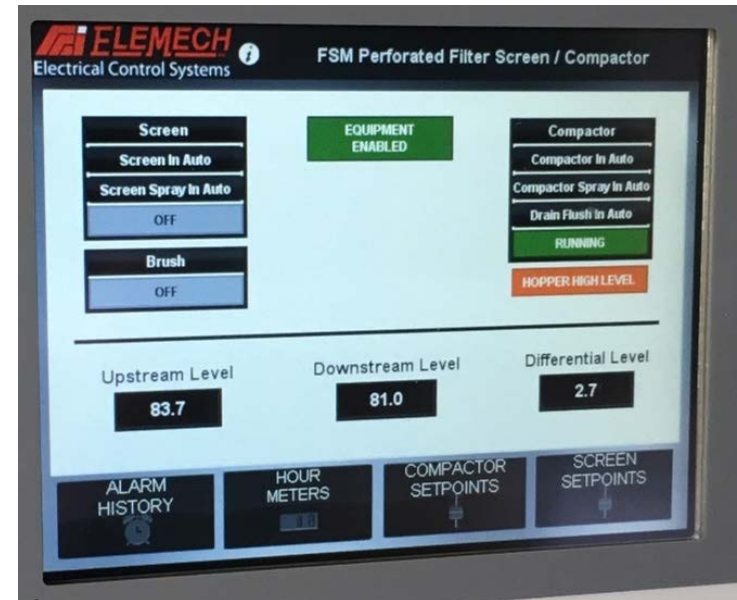 ELEMECH
Electrical Control Systems
i
FSM Perforated Filter Screen / Compactor
Screen
Screen In Auto
Screen Spray In Auto
OFF
Brush
OFF
EQUIPMENT
ENABLED
Compactor
Compactor In Auto
Compactor Spray In Auto
Drain Flush In Auto
RUNNING
HOPPER HIGH LEVEL
Upstream Level
83.7
Downstream Level
81.0
Differential Level
2.7
ALARM
HISTORY
HOUR
METERS
COMPACTOR
SETPOINTS
SCREEN
SETPOINTS